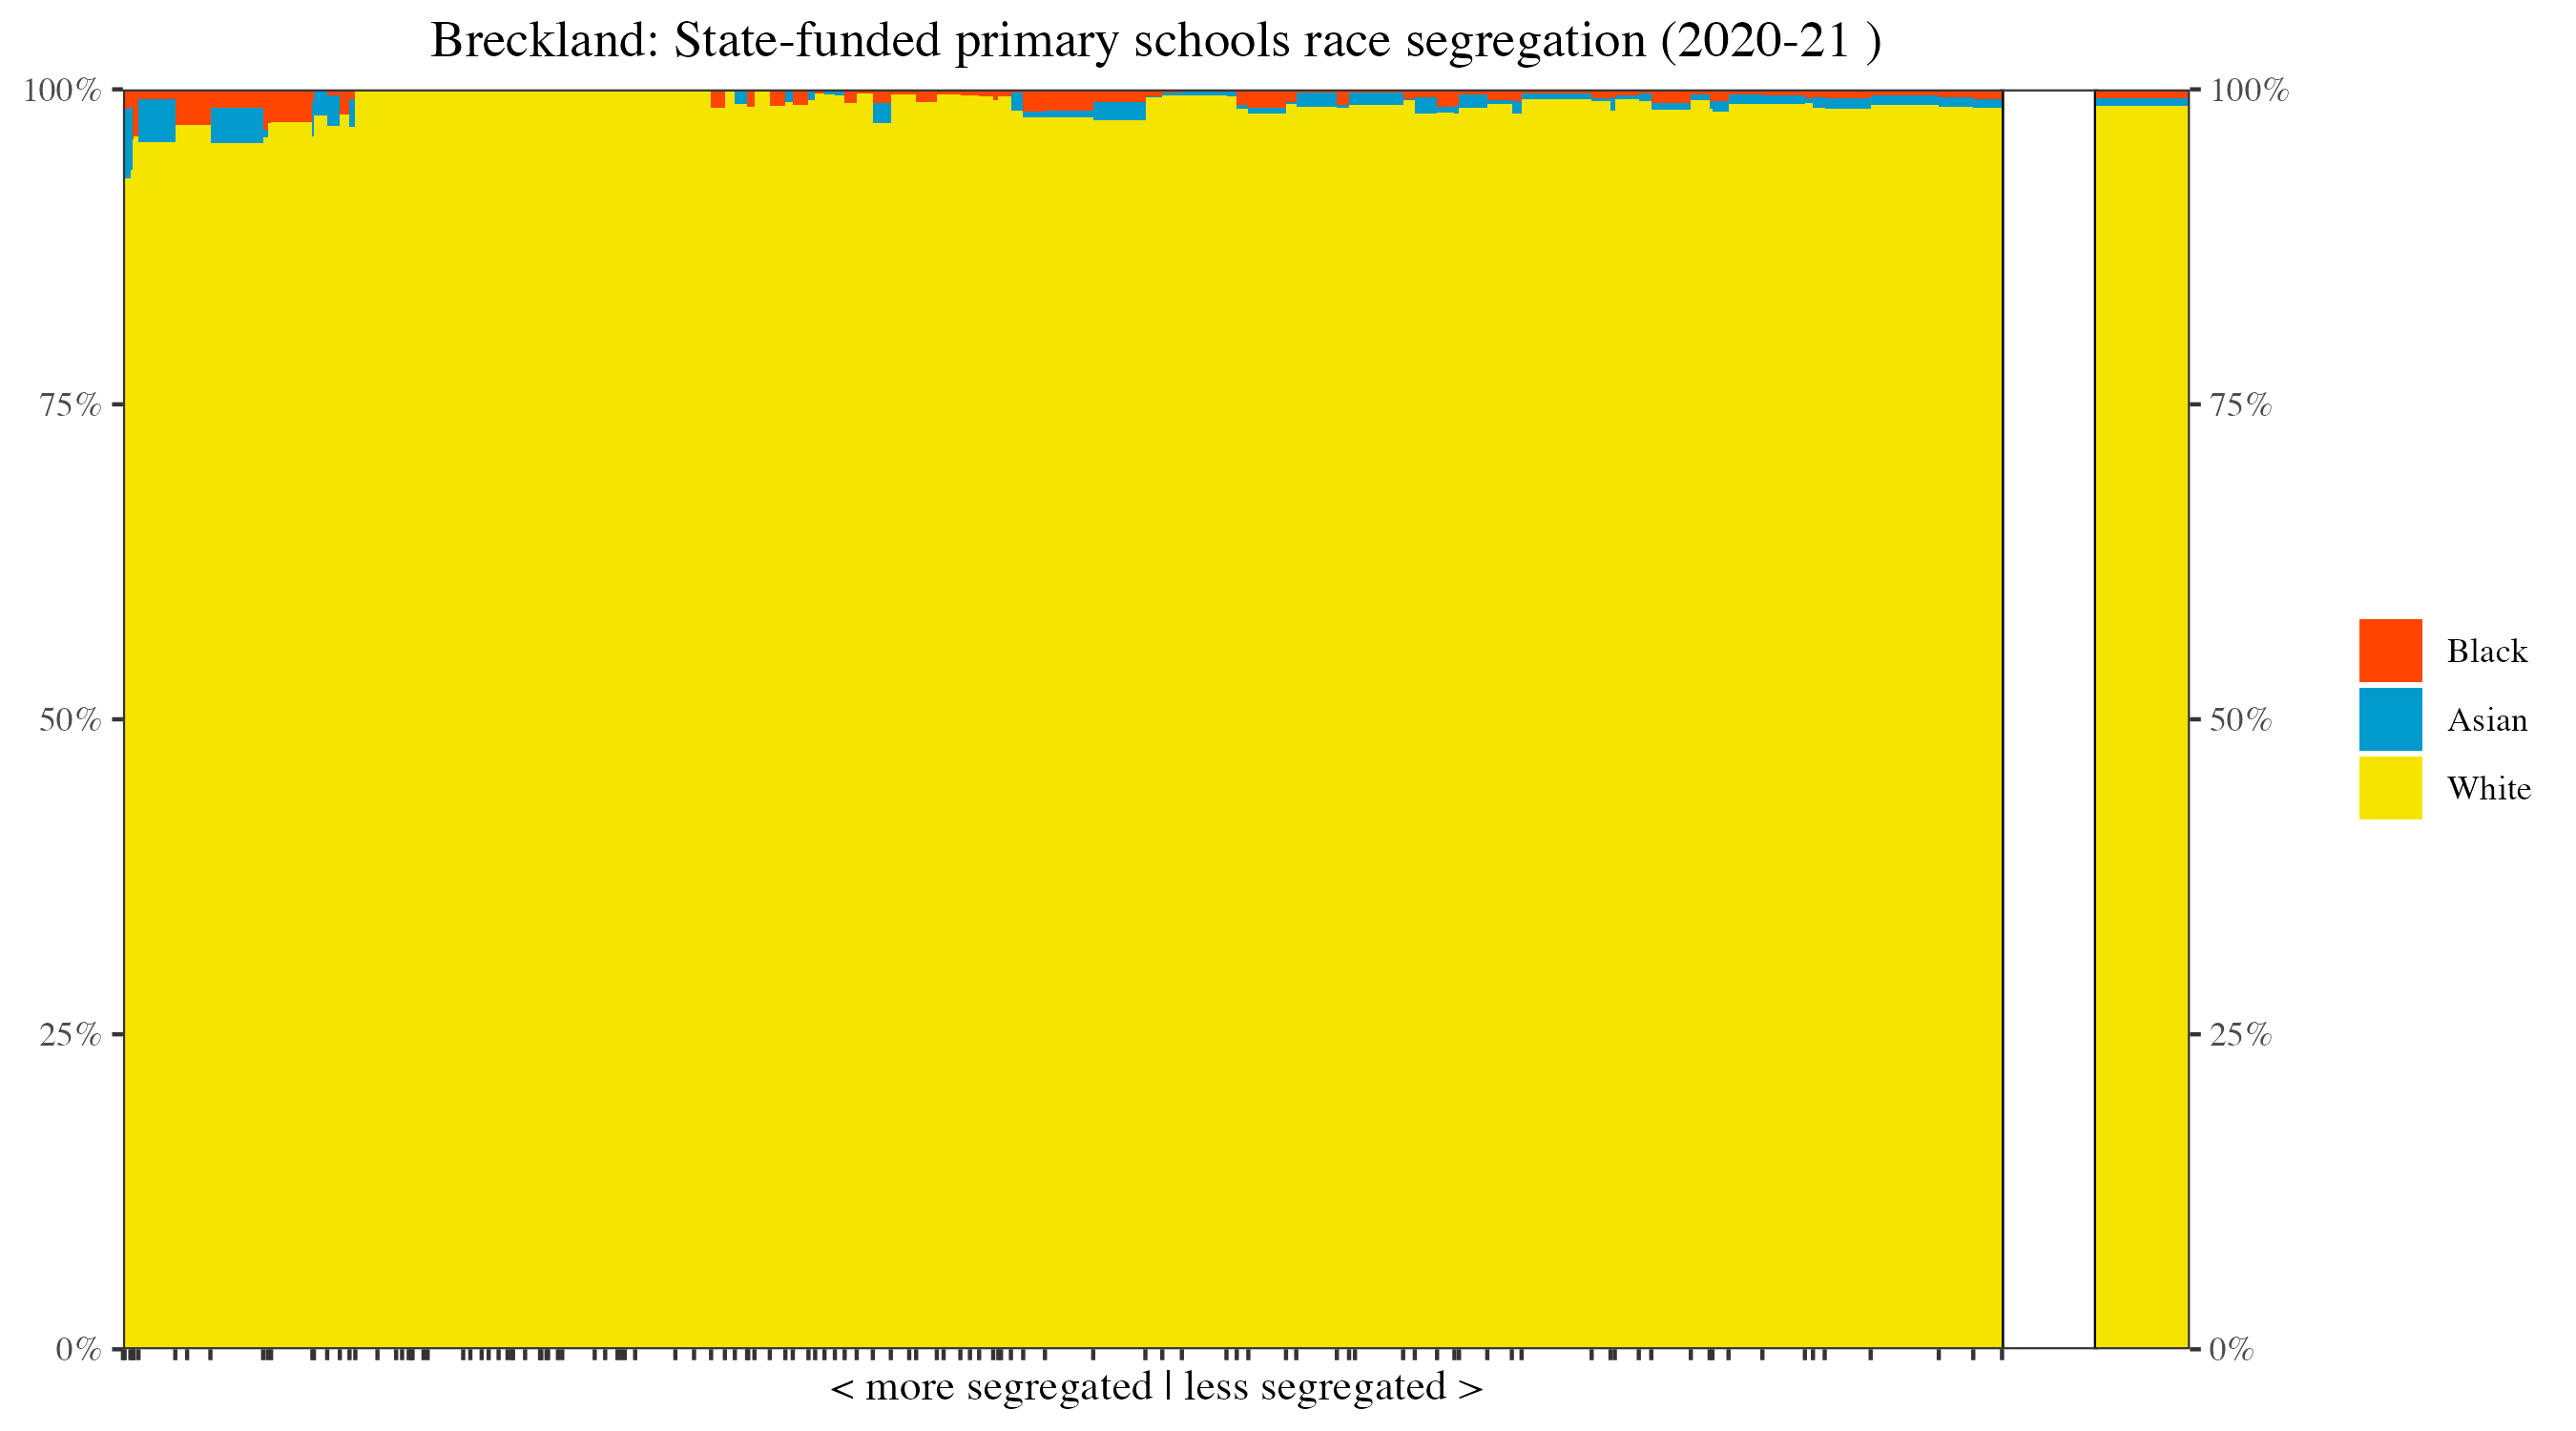 Breckland: State-funded primary schools race segregation (2020-21 )
100%
75%
50%
25%
0%
100%
75%
50%
25%
0%
< more segregated | less segregated >
Black
Asian
White